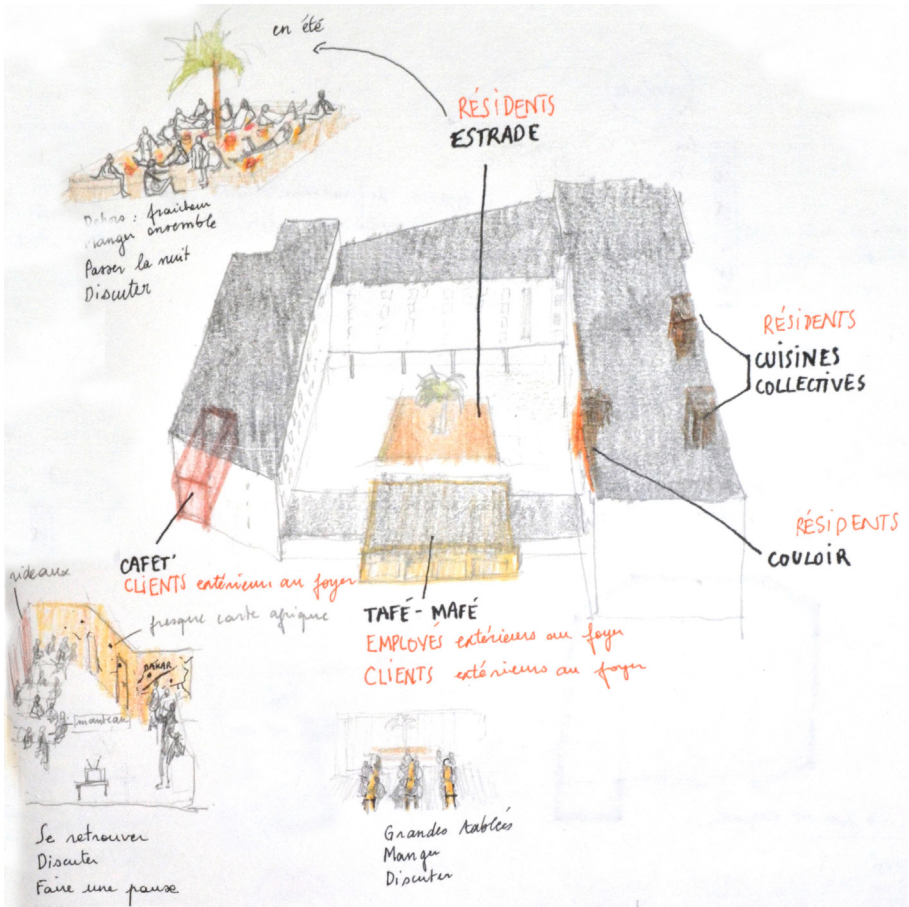 en été
RÉSIDENTS
ESTRADE
Dehors : fraicheur
Manger ensemble
Passer la nuit
Discuter
RÉSIDENTS
CUISINES
COLLECTIVES
RÉSIDENTS
COULOIR
CAFET'
CLIENTS extérieurs au foyer
rideaux
fresque carte afrique
DAKAR
manteau
TAFÉ - MAFÉ
EMPLOYÉS extérieurs au foyer
CLIENTS extérieurs au foyer
Se retrouver
Discuter
Faire une pause
Grandes tablées
Manger
Discuter